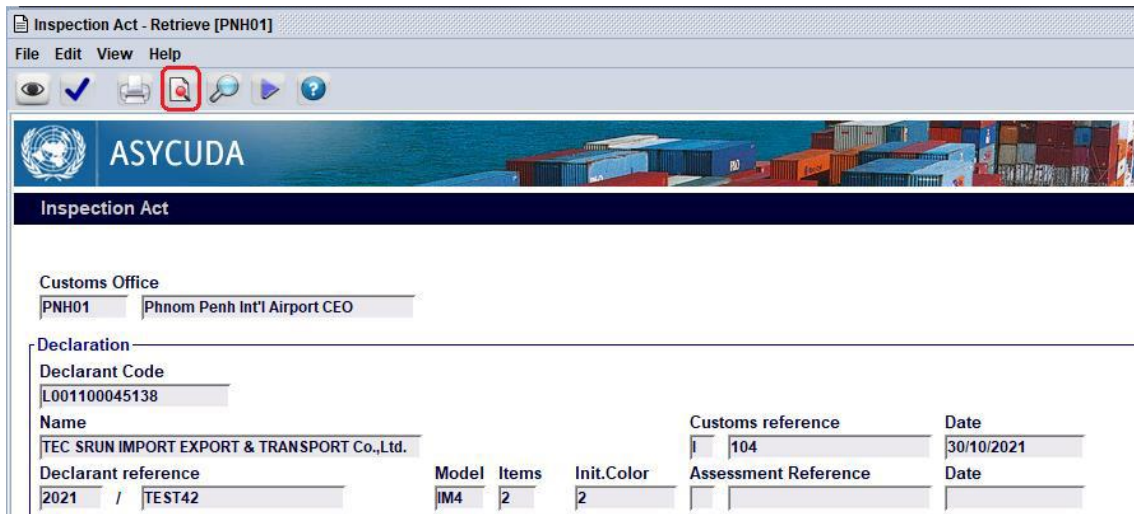 Inspection Act - Retrieve [PNH01]
File Edit View Help
ASYCUDA
Inspection Act
Customs Office
PNH01 Phnom Penh Int'l Airport CEO
Declaration
Declarant Code
L001100045138
Name Customs reference Date
TEC SRUN IMPORT EXPORT & TRANSPORT Co.,Ltd. I 104 30/10/2021
Declarant reference Model Items Init.Color Assessment Reference Date
2021 / TEST42 IM4 2 2